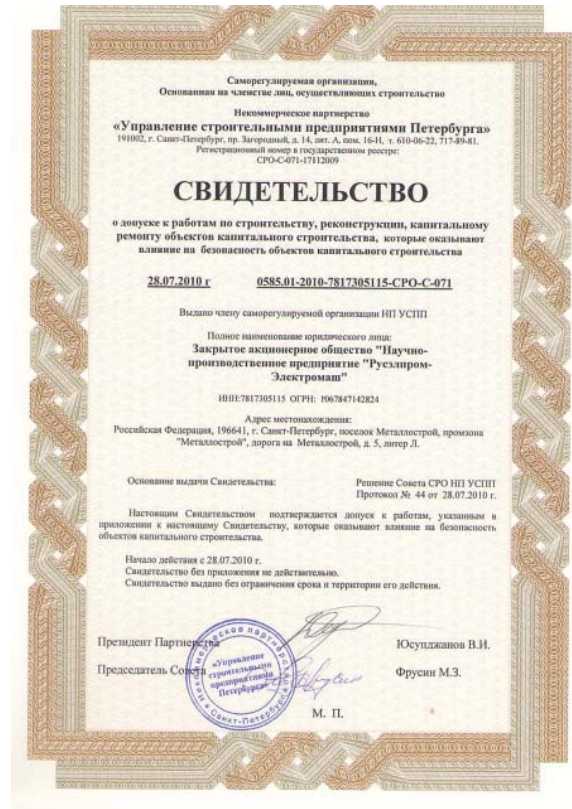 Саморегулируемая организация,
Основанная на членстве лиц, осуществляющих строительство
Некоммерческое партнерство
«Управление строительными предприятиями Петербурга»
191002, г. Санкт-Петербург, пр. Загородный, д. 14, лит. А, пом. 16-Н, т. 610-06-22, 717-89-81.
Регистрационный номер в государственном реестре:
СРО-С-071-17112009
СВИДЕТЕЛЬСТВО
о допуске к работам по строительству, реконструкции, капитальному
ремонту объектов капитального строительства, которые оказывают
влияние на безопасность объектов капитального строительства
28.07.2010 г 0585.01-2010-7817305115-СРО-С-071
Выдано члену саморегулируемой организации НП УСПП
Полное наименование юридического лица:
Закрытое акционерное общество "Научно-
производственное предприятие "Русэлпром-
Электромаш"
ИНН:7817305115 ОГРН: 1067847142824
Адрес местонахождения:
Российская Федерация, 196641, г. Санкт-Петербург, поселок Металлострой, промзона
"Металлострой", дорога на Металлострой, д. 5, литер Л.
Основание выдачи Свидетельства: Решение Совета СРО НП УСПП
Протокол № 44 от 28.07.2010 г.
Настоящим Свидетельством подтверждается допуск к работам, указанным в
приложении к настоящему Свидетельству, которые оказывают влияние на безопасность
объектов капитального строительства.
Начало действия с 28.07.2010 г.
Свидетельство без приложения не действительно.
Свидетельство выдано без ограничения срока и территории его действия.
Президент Партнерства Юсупджанов В.И.
Председатель Совета Фрусин М.З.
«Управление
строительными
предприятиями
Петербурга»
Некоммерческое партнерство
Санкт-Петербург
М. П.